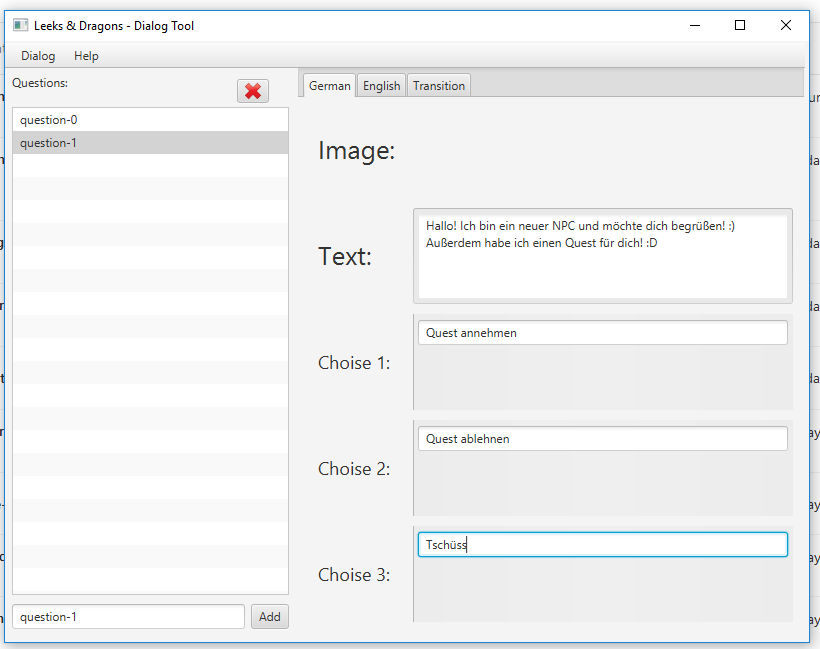 Leeks & Dragons - Dialog Tool
Dialog Help
Questions:
question-0
question-1
question-1
Add
German English Transition
Image:
Text:
Hallo! Ich bin ein neuer NPC und möchte dich begrüßen! :)
Außerdem habe ich einen Quest für dich! :D
Choise 1:
Quest annehmen
Choise 2:
Quest ablehnen
Choise 3:
Tschüss